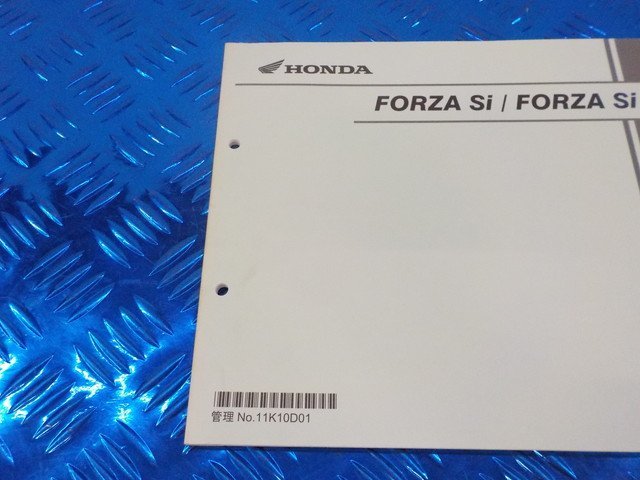 HONDA
FORZA Si / FORZA Si
管理 No.11K10D01